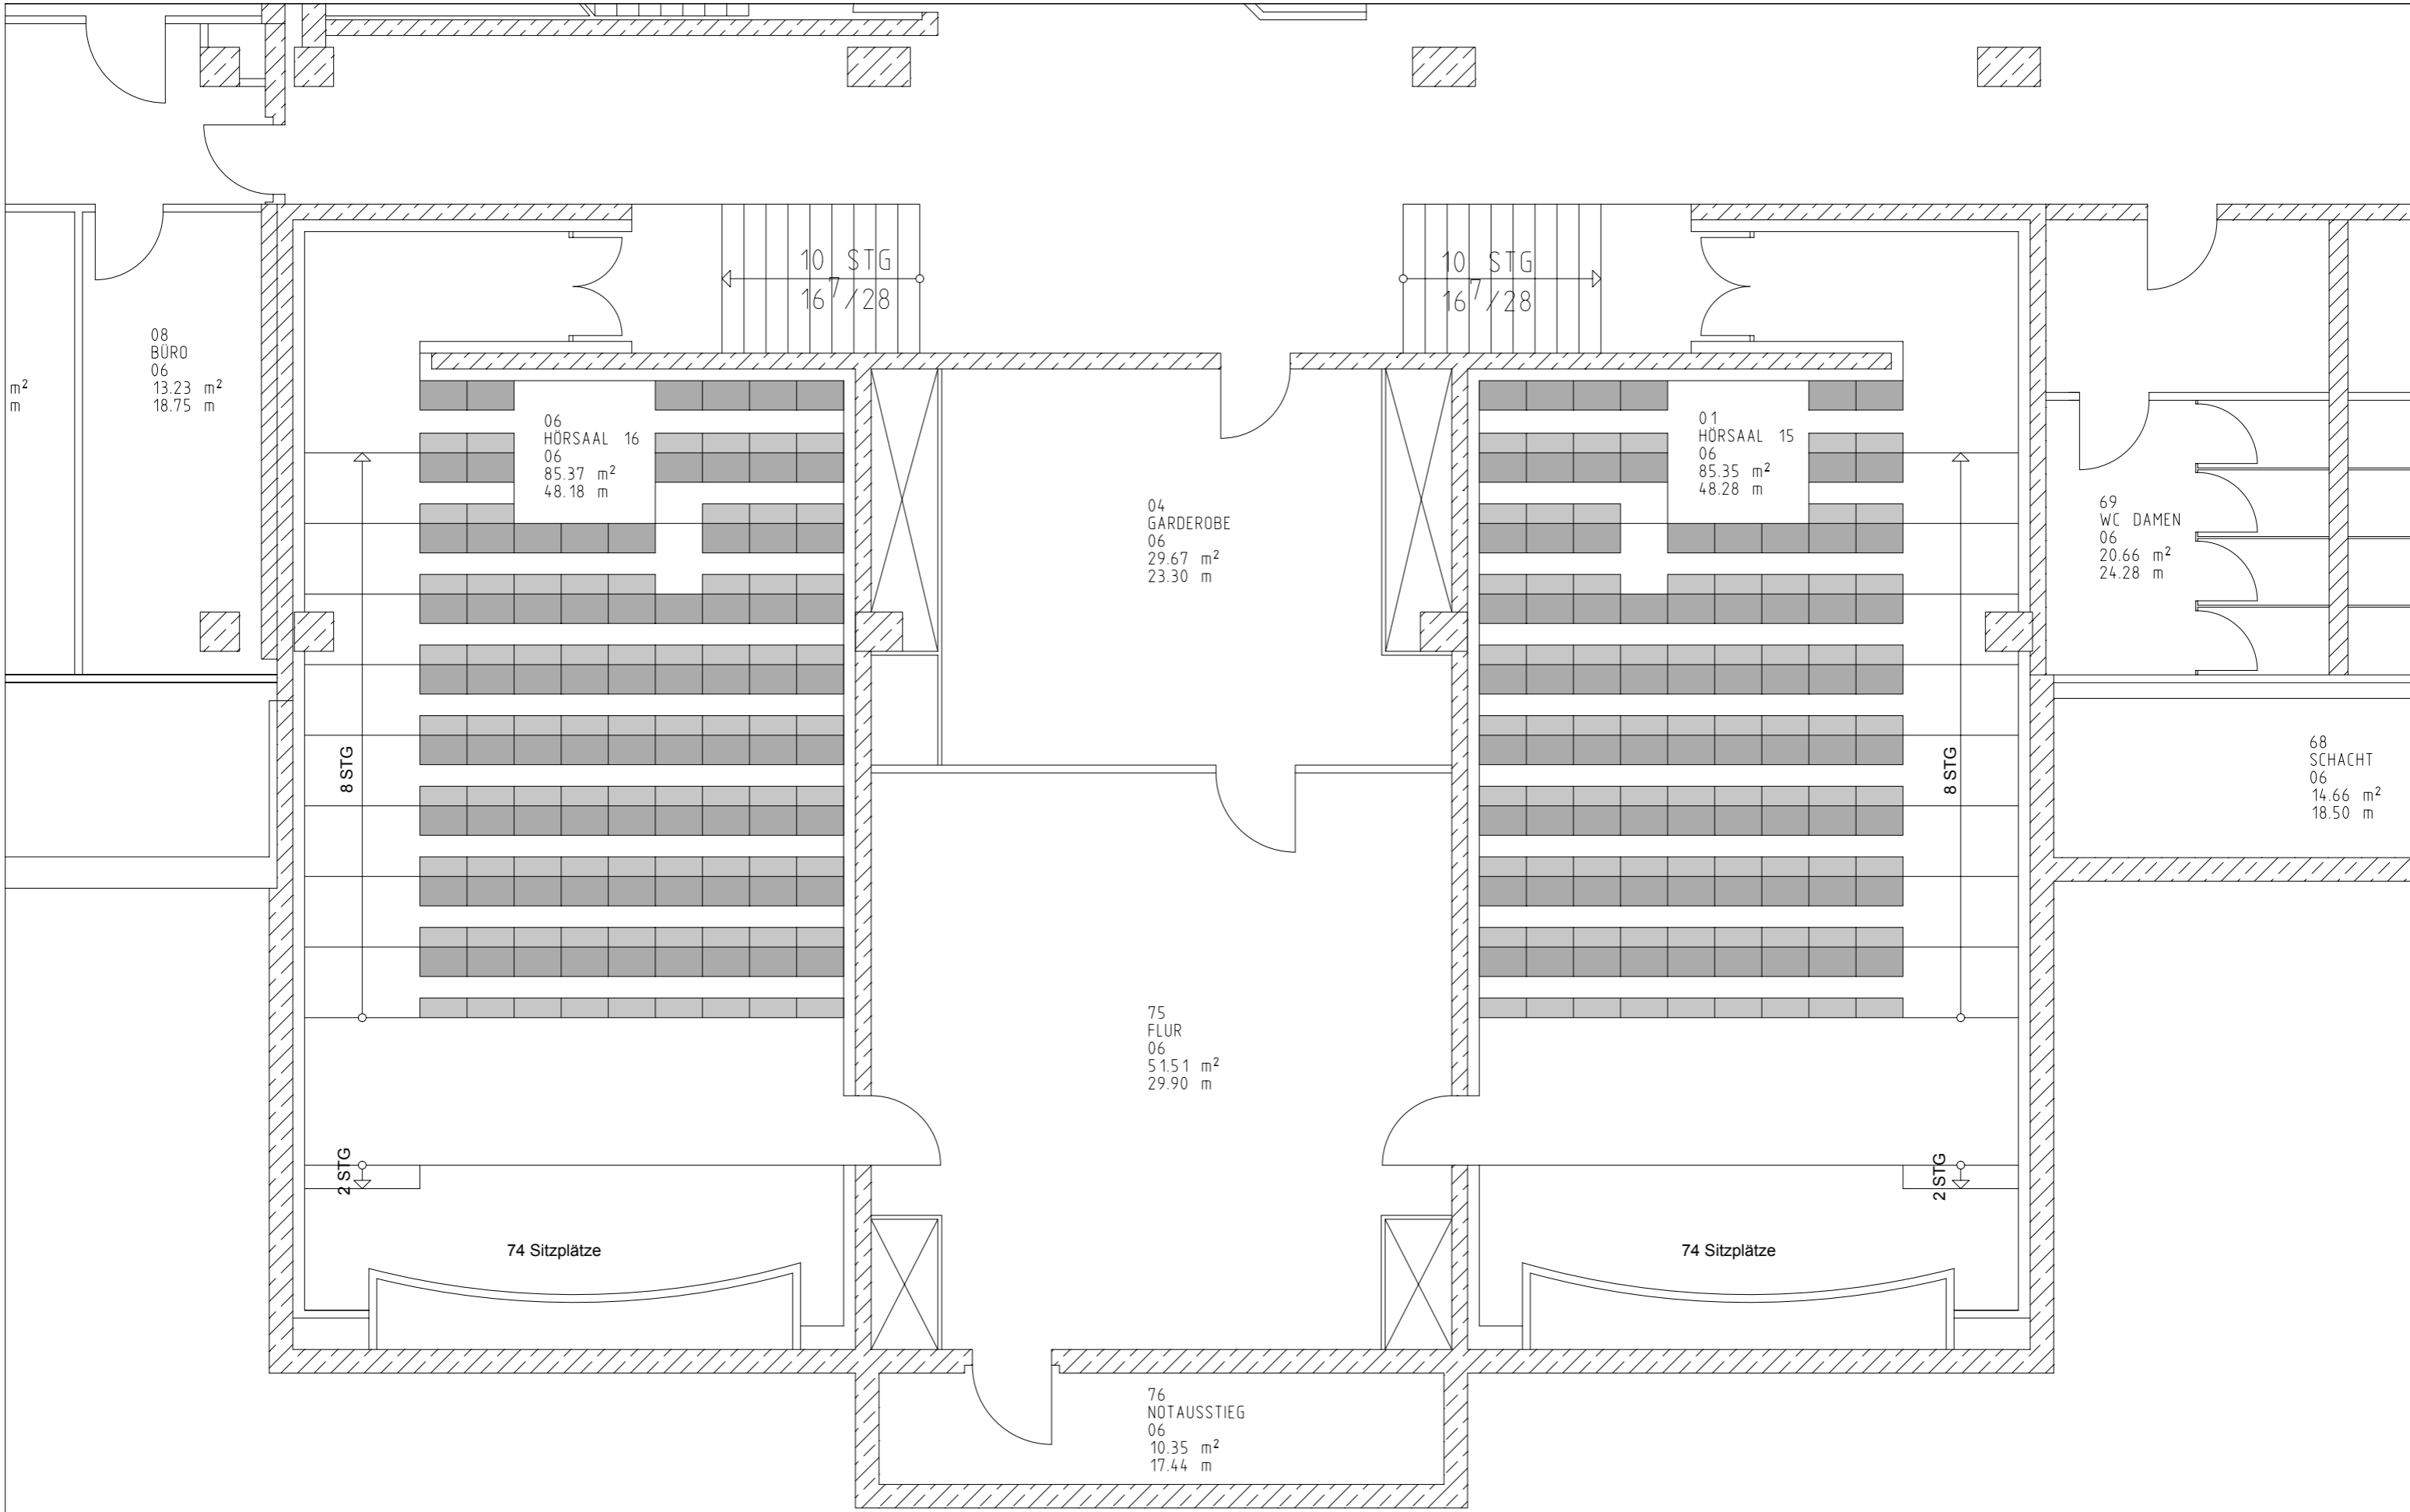 10 STG
16 7/28
10 STG
16 7/28
08
BÜRO
06
13.23 m²
18.75 m
m²
m
06
HÖRSAAL 16
06
85.37 m²
48.18 m
01
HÖRSAAL 15
06
85.35 m²
48.28 m
04
GARDEROBE
06
29.67 m²
23.30 m
69
WC DAMEN
06
20.66 m²
24.28 m
8 STG
8 STG
68
SCHACHT
06
14.66 m²
18.50 m
75
FLUR
06
51.51 m²
29.90 m
2 STG
2 STG
74 Sitzplätze
74 Sitzplätze
76
NOTAUSSTIEG
06
10.35 m²
17.44 m